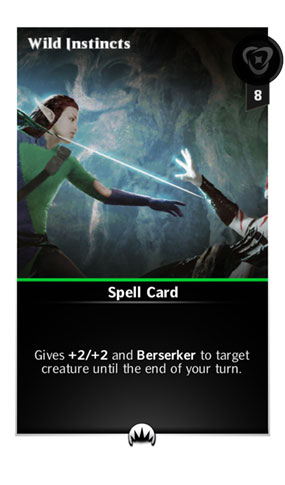 Wild Instincts
8
Spell Card
Gives +2/+2 and Berserker to target
creature until the end of your turn.